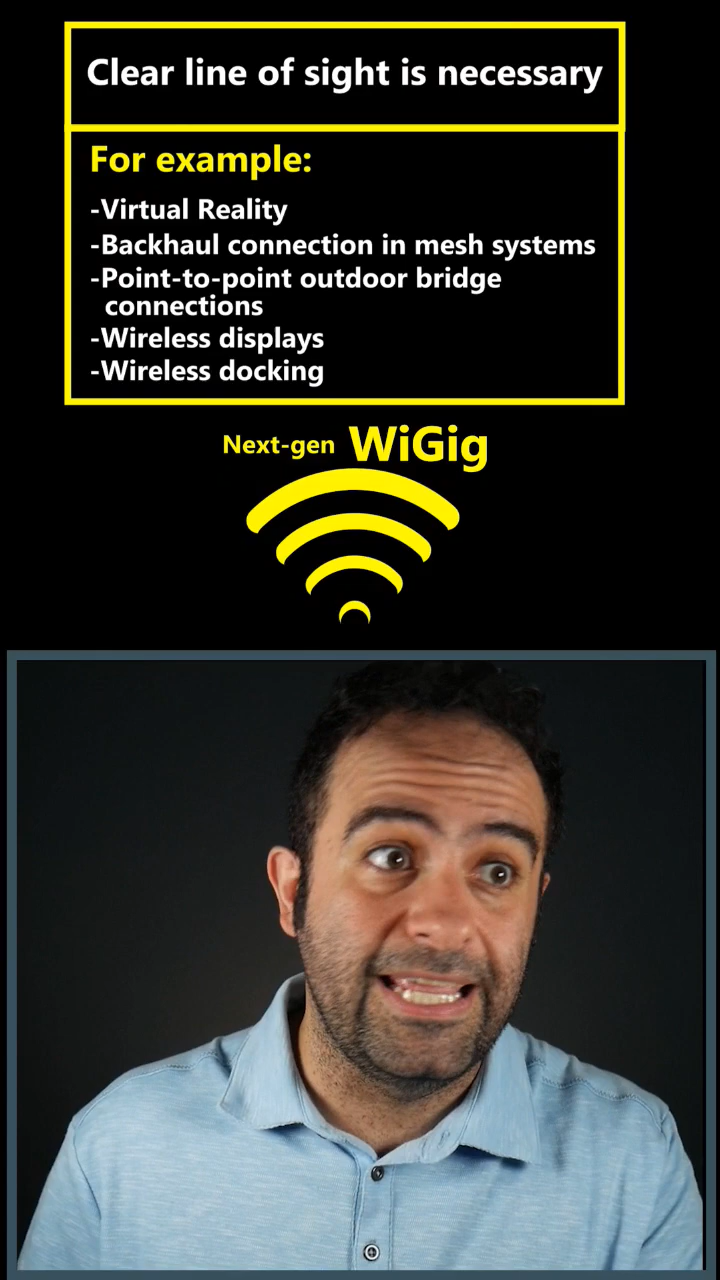 Clear line of sight is necessary
For example:
-Virtual Reality
-Backhaul connection in mesh systems
-Point-to-point outdoor bridge
connections
-Wireless displays
-Wireless docking
Next-gen WiGig